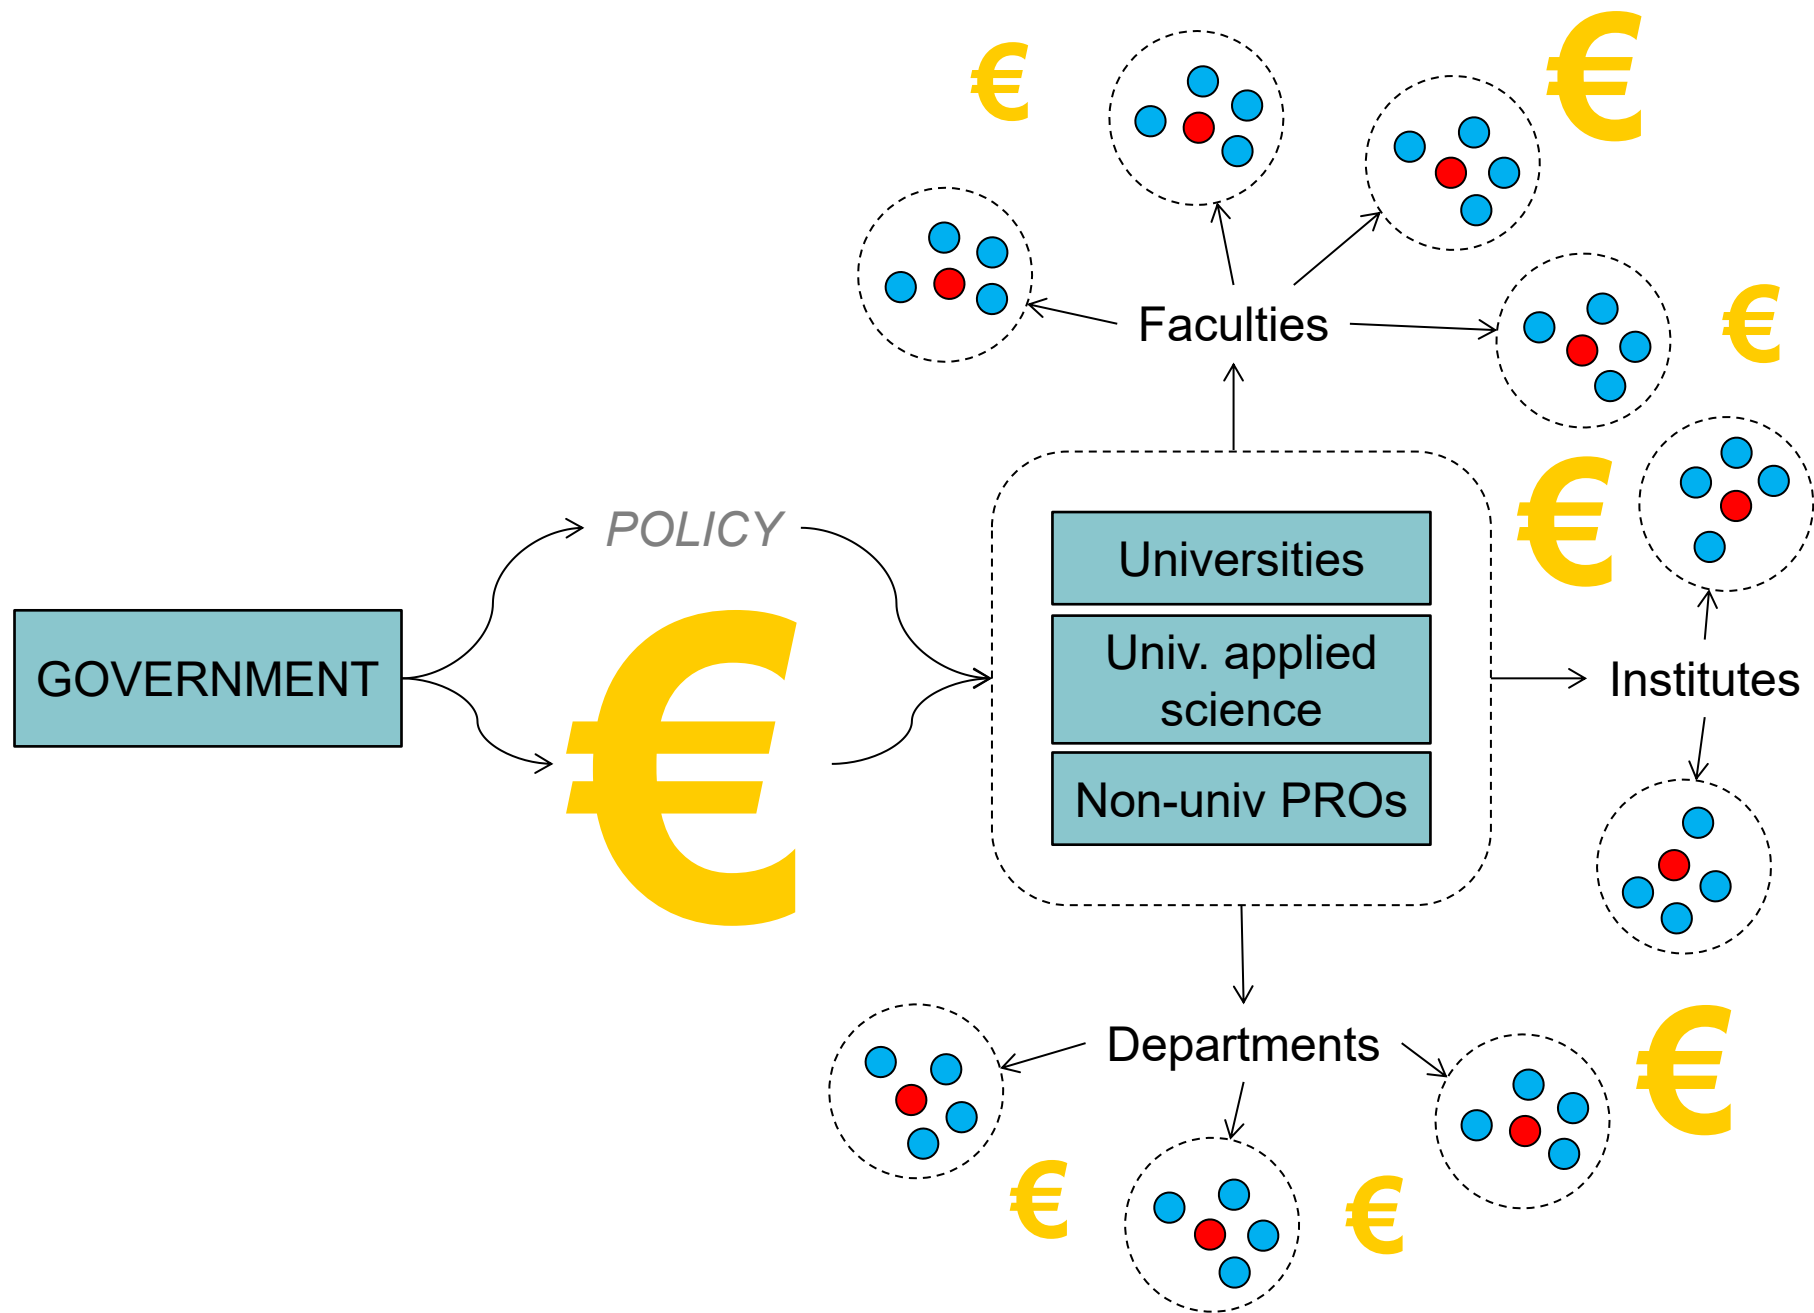 €
€
Faculties
€
POLICY
€
Universities
GOVERNMENT
€
Univ. applied
science
Institutes
Non-univ PROs
Departments
€
€
€